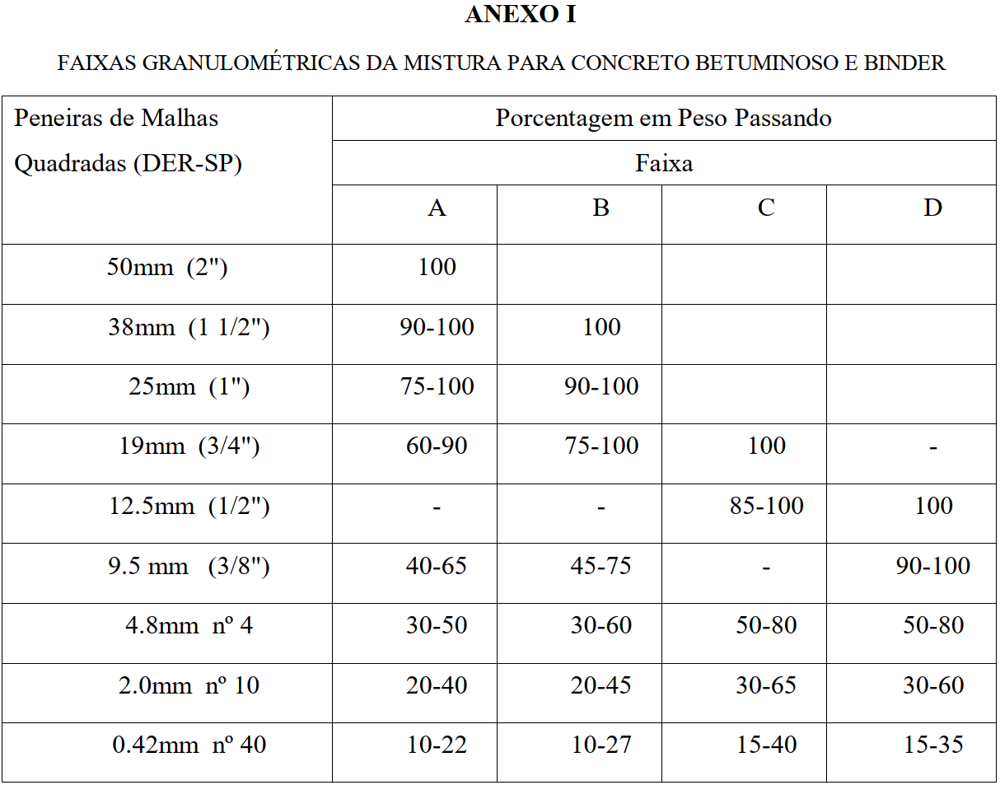 ANEXO I
FAIXAS GRANULOMÉTRICAS DA MISTURA PARA CONCRETO BETUMINOSO E BINDER
Peneiras de Malhas Porcentagem em Peso Passando
Quadradas (DER-SP) Faixa
A B C D
50mm (2") 100
38mm (1 1/2") 90-100 100
25mm (1") 75-100 90-100
19mm (3/4") 60-90 75-100 100 -
12.5mm (1/2") - - 85-100 100
9.5 mm (3/8") 40-65 45-75 - 90-100
4.8mm nº 4 30-50 30-60 50-80 50-80
2.0mm nº 10 20-40 20-45 30-65 30-60
0.42mm nº 40 10-22 10-27 15-40 15-35